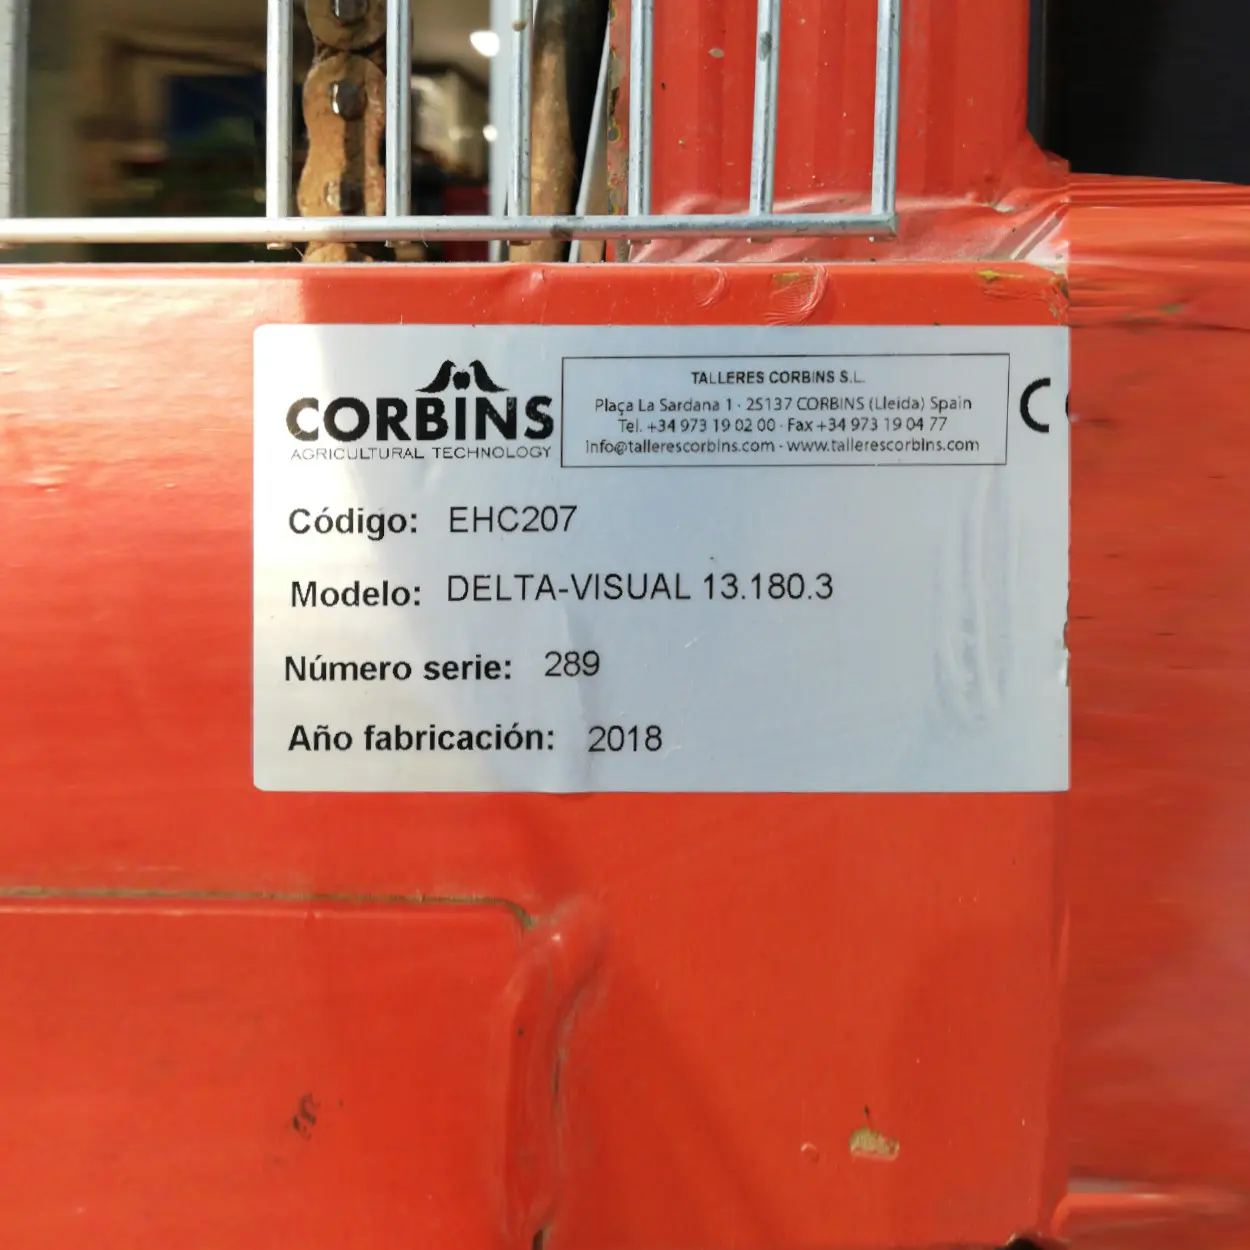 CORBINS
AGRICULTURAL TECHNOLOGY
TALLERES CORBINS S.L.
Plaça La Sardana 1 · 25137 CORBINS (Lleida) Spain
Tel. +34 973 19 02 00 · Fax +34 973 19 04 77
info@tallerescorbins.com · www.tallerescorbins.com
C
Código: EHC207
Modelo: DELTA-VISUAL 13.180.3
Número serie: 289
Año fabricación: 2018